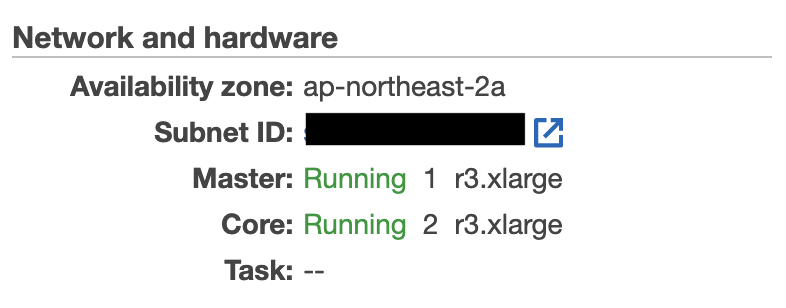 Network and hardware
Availability zone: ap-northeast-2a
Subnet ID:
Master: Running 1 r3.xlarge
Core: Running 2 r3.xlarge
Task: --